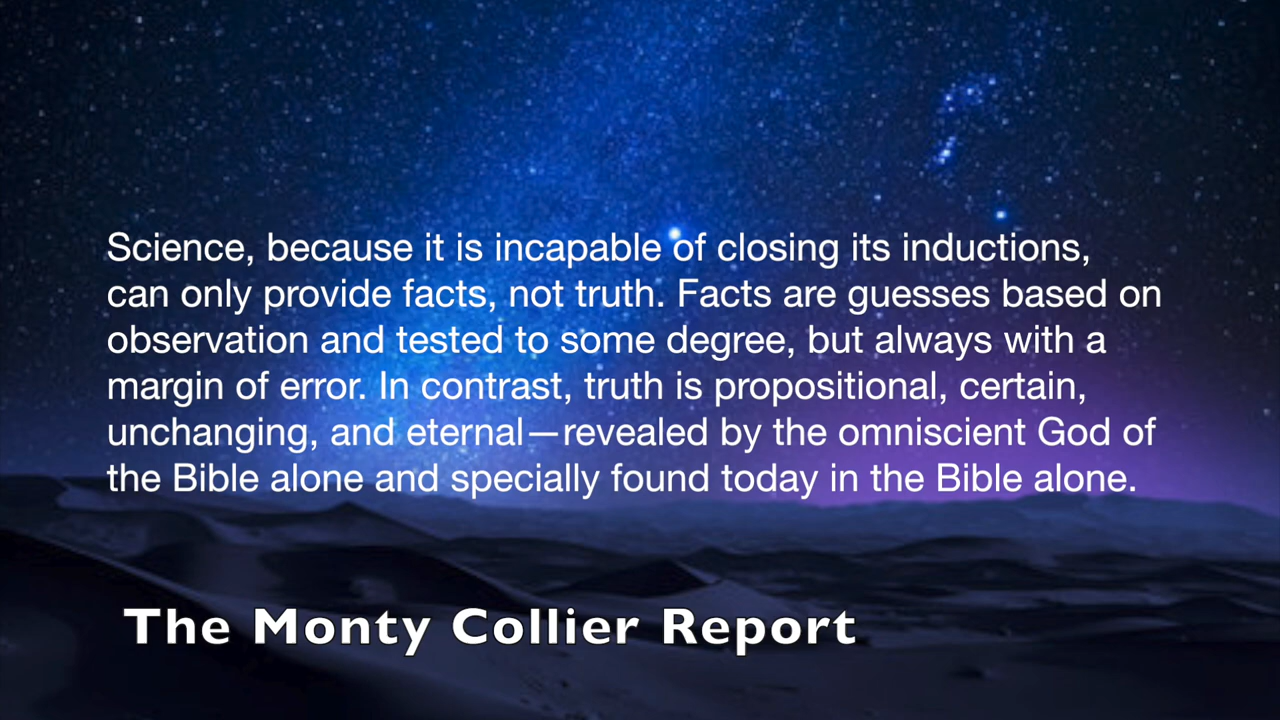 Science, because it is incapable of closing its inductions,
can only provide facts, not truth. Facts are guesses based on
observation and tested to some degree, but always with a
margin of error. In contrast, truth is propositional, certain,
unchanging, and eternal—revealed by the omniscient God of
the Bible alone and specially found today in the Bible alone.
The Monty Collier Report